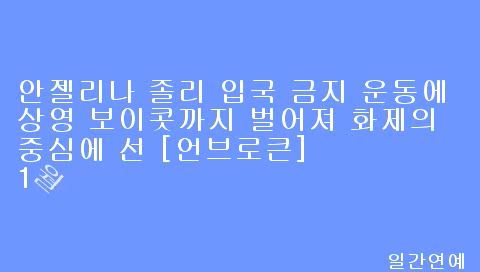 안젤리나 졸리 입국 금지 운동에
상영 보이콧까지 벌어져 화제의
중심에 선 [언브로큰]
1월
일간연예